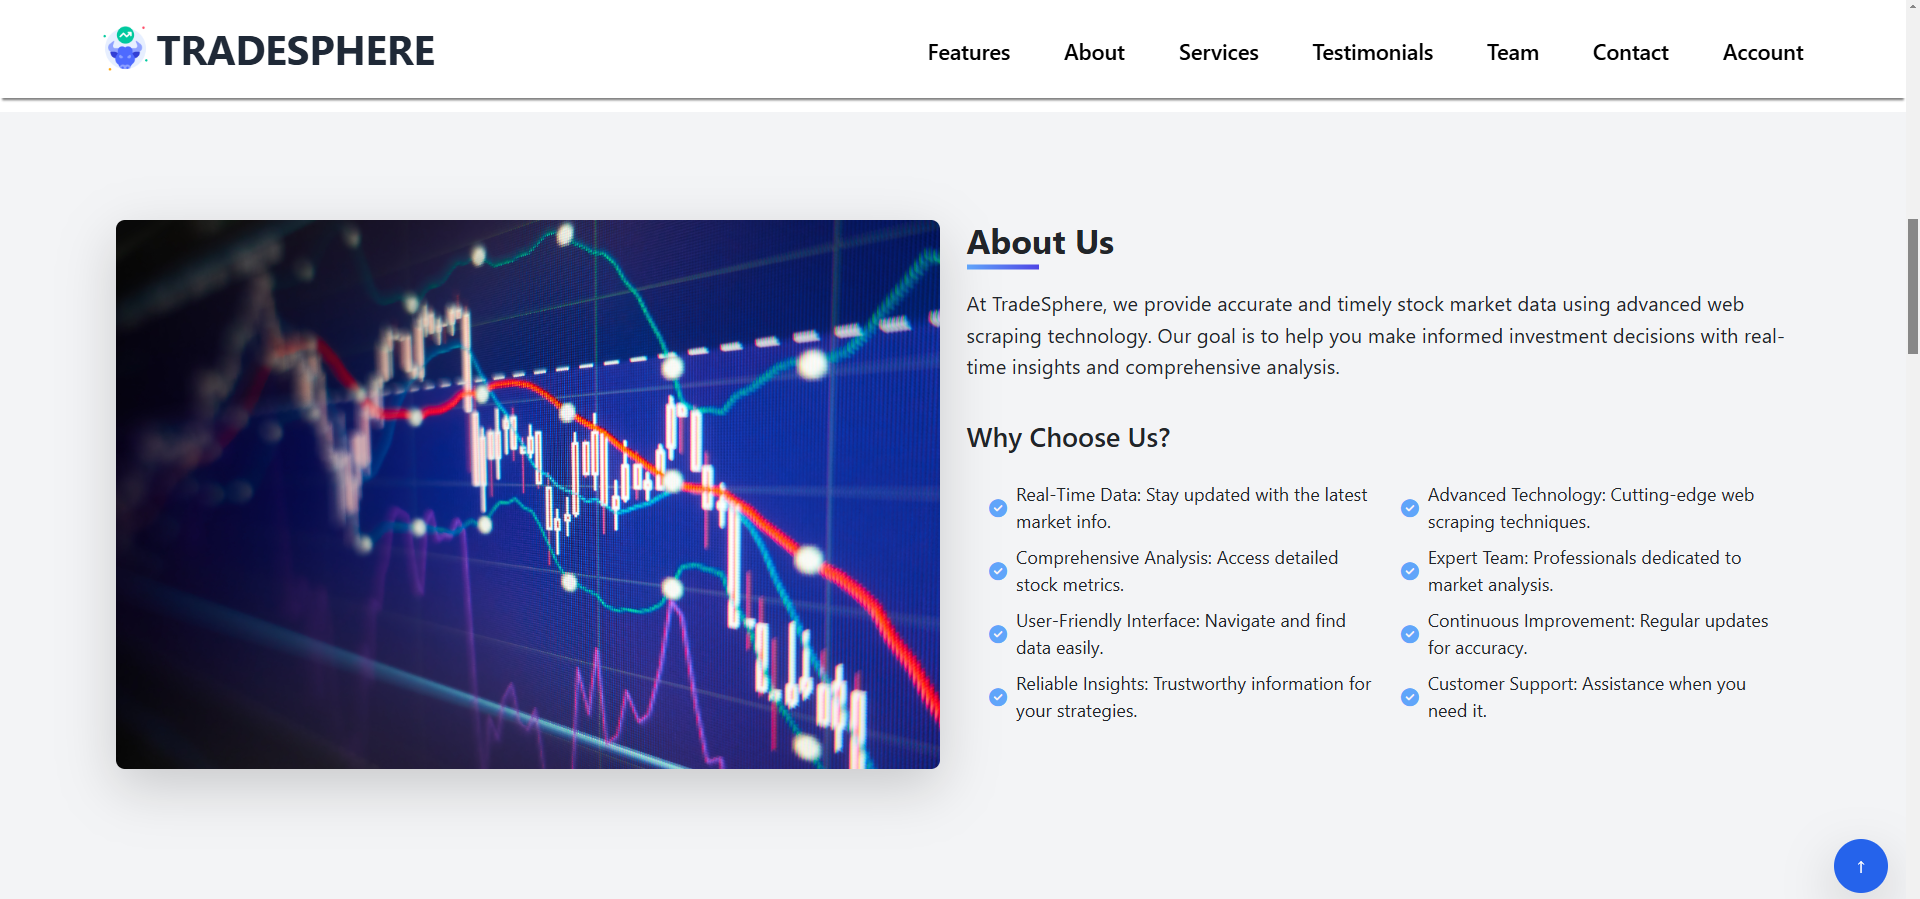 TRADESPHERE
Features About Services Testimonials Team Contact Account
About Us
At TradeSphere, we provide accurate and timely stock market data using advanced web
scraping technology. Our goal is to help you make informed investment decisions with real-
time insights and comprehensive analysis.
Why Choose Us?
Real-Time Data: Stay updated with the latest
market info.
Comprehensive Analysis: Access detailed
stock metrics.
User-Friendly Interface: Navigate and find
data easily.
Reliable Insights: Trustworthy information for
your strategies.
Advanced Technology: Cutting-edge web
scraping techniques.
Expert Team: Professionals dedicated to
market analysis.
Continuous Improvement: Regular updates
for accuracy.
Customer Support: Assistance when you
need it.
↑